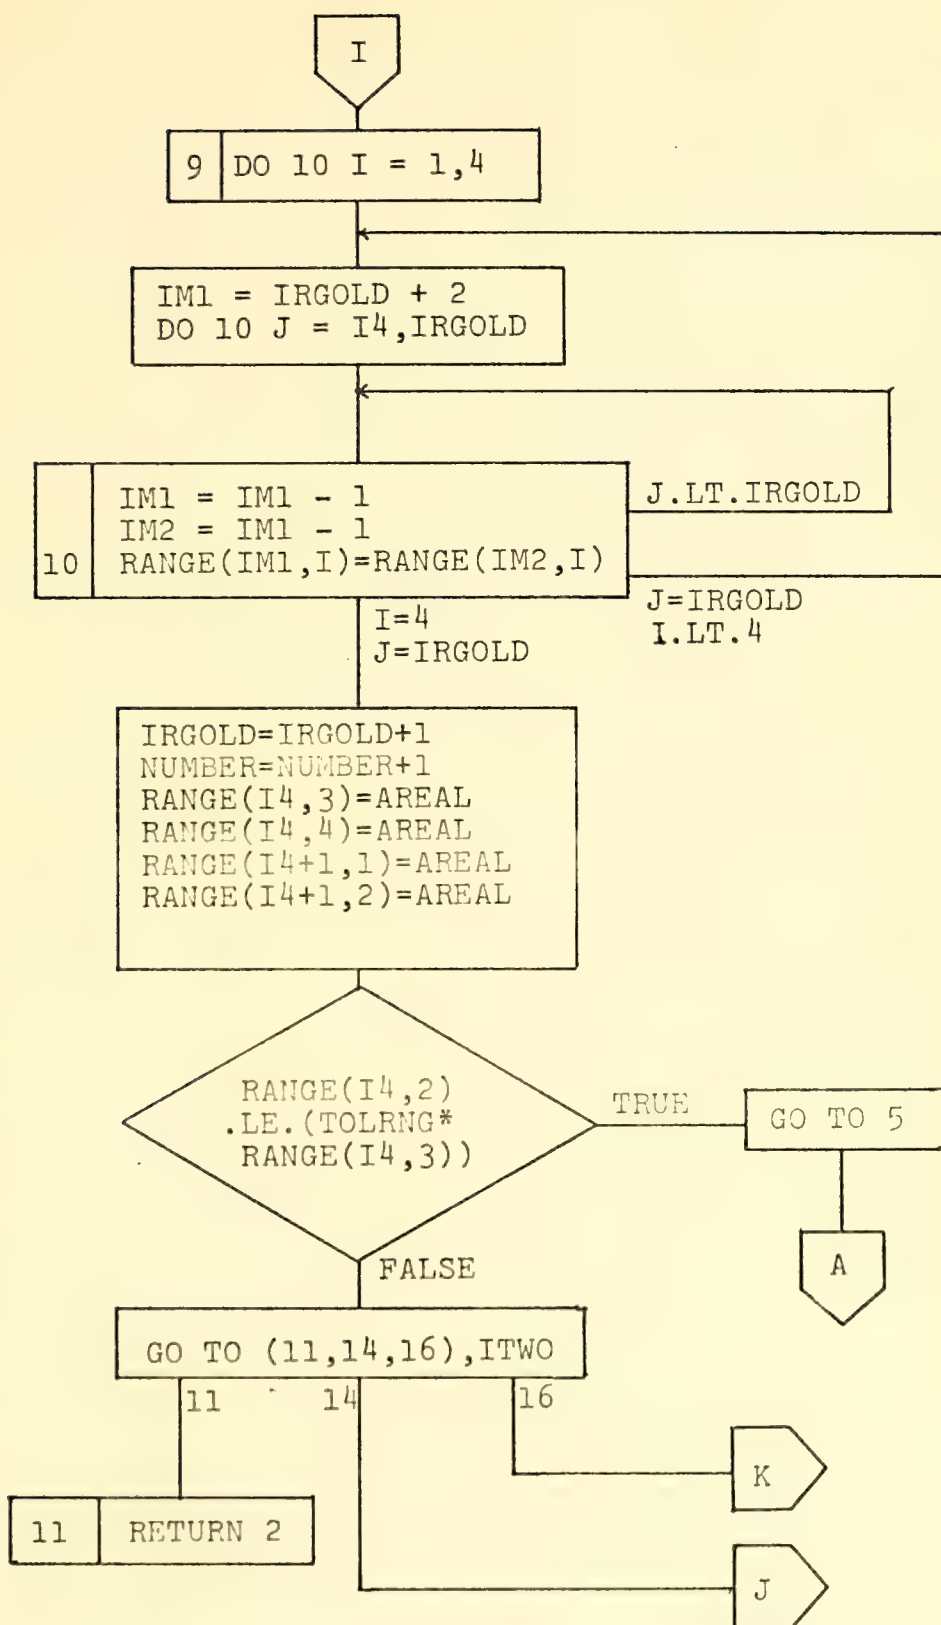 I
9 DO 10 I = 1,4
IM1 = IRGOLD + 2
DO 10 J = I4,IRGOLD
IM1 = IM1 - 1
IM2 = IM1 - 1
10 RANGE(IM1,I)=RANGE(IM2,I)
J.LT.IRGOLD
J=IRGOLD
I.LT.4
I=4
J=IRGOLD
IRGOLD=IRGOLD+1
NUMBER=NUMBER+1
RANGE(I4,3)=AREAL
RANGE(I4,4)=AREAL
RANGE(I4+1,1)=AREAL
RANGE(I4+1,2)=AREAL
RANGE(I4,2)
.LE.(TOLRNG*
RANGE(I4,3))
TRUE
GO TO 5
A
FALSE
GO TO (11,14,16),ITWO
11 14 16
K
11 RETURN 2
J